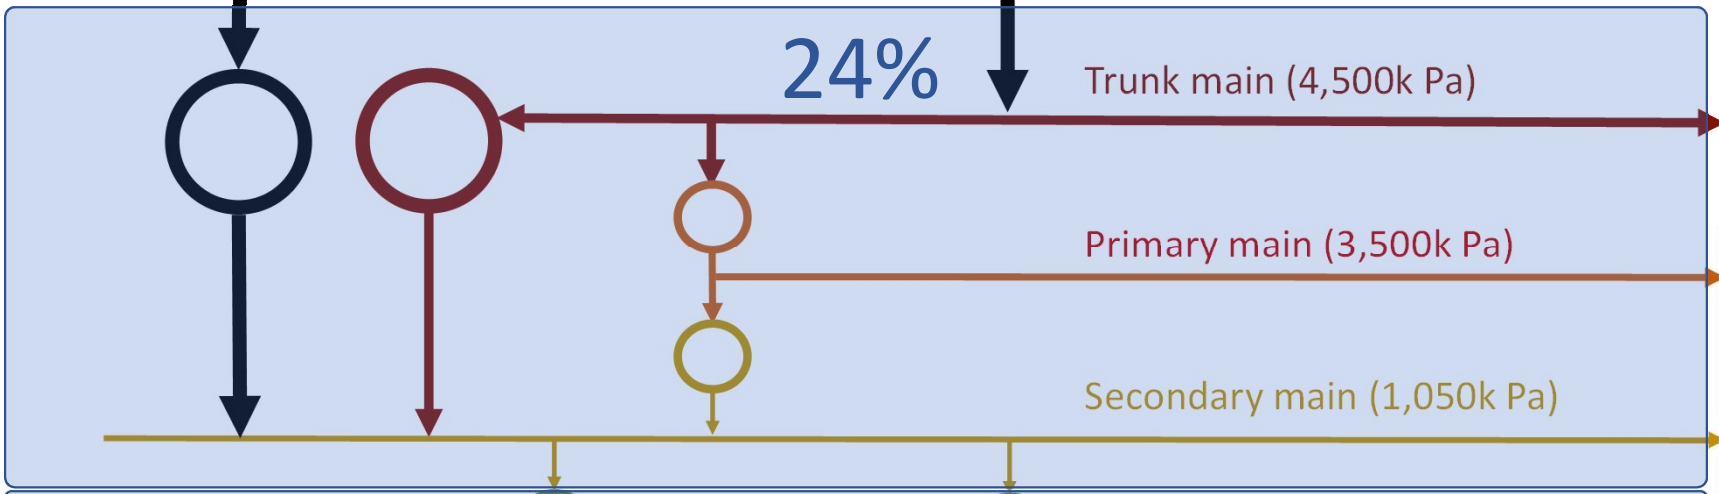 24%
Trunk main (4,500k Pa)
Primary main (3,500k Pa)
Secondary main (1,050k Pa)